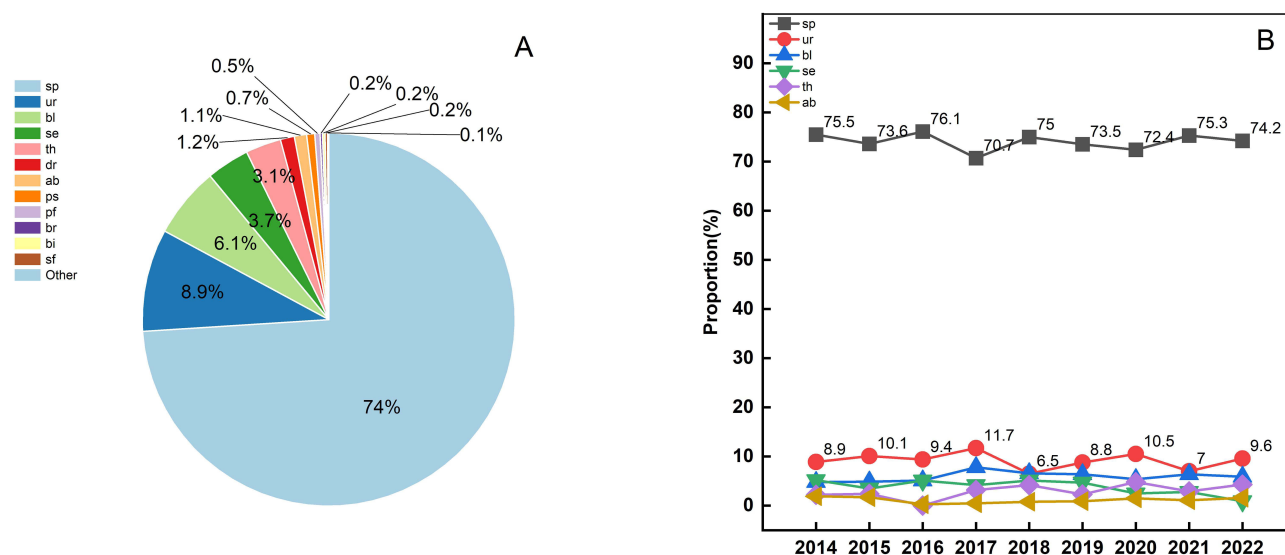 A
sp
ur
bl
se
th
dr
ab
ps
pf
br
bi
sf
Other
0.5%
0.7%
1.1%
1.2%
0.2%
0.2%
0.2%
0.1%
3.1%
3.7%
6.1%
8.9%
74%
B
sp
ur
bl
se
th
ab
Proportion(%)
90
80
70
60
50
40
30
20
10
0
75.5
73.6
76.1
70.7
75
73.5
72.4
75.3
74.2
8.9
10.1
9.4
11.7
6.5
8.8
10.5
7
9.6
2014 2015 2016 2017 2018 2019 2020 2021 2022